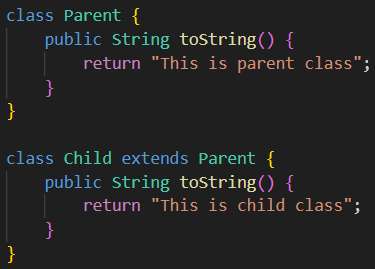 class Parent {
    public String toString() {
        return "This is parent class";
    }
}

class Child extends Parent {
    public String toString() {
        return "This is child class";
    }
}